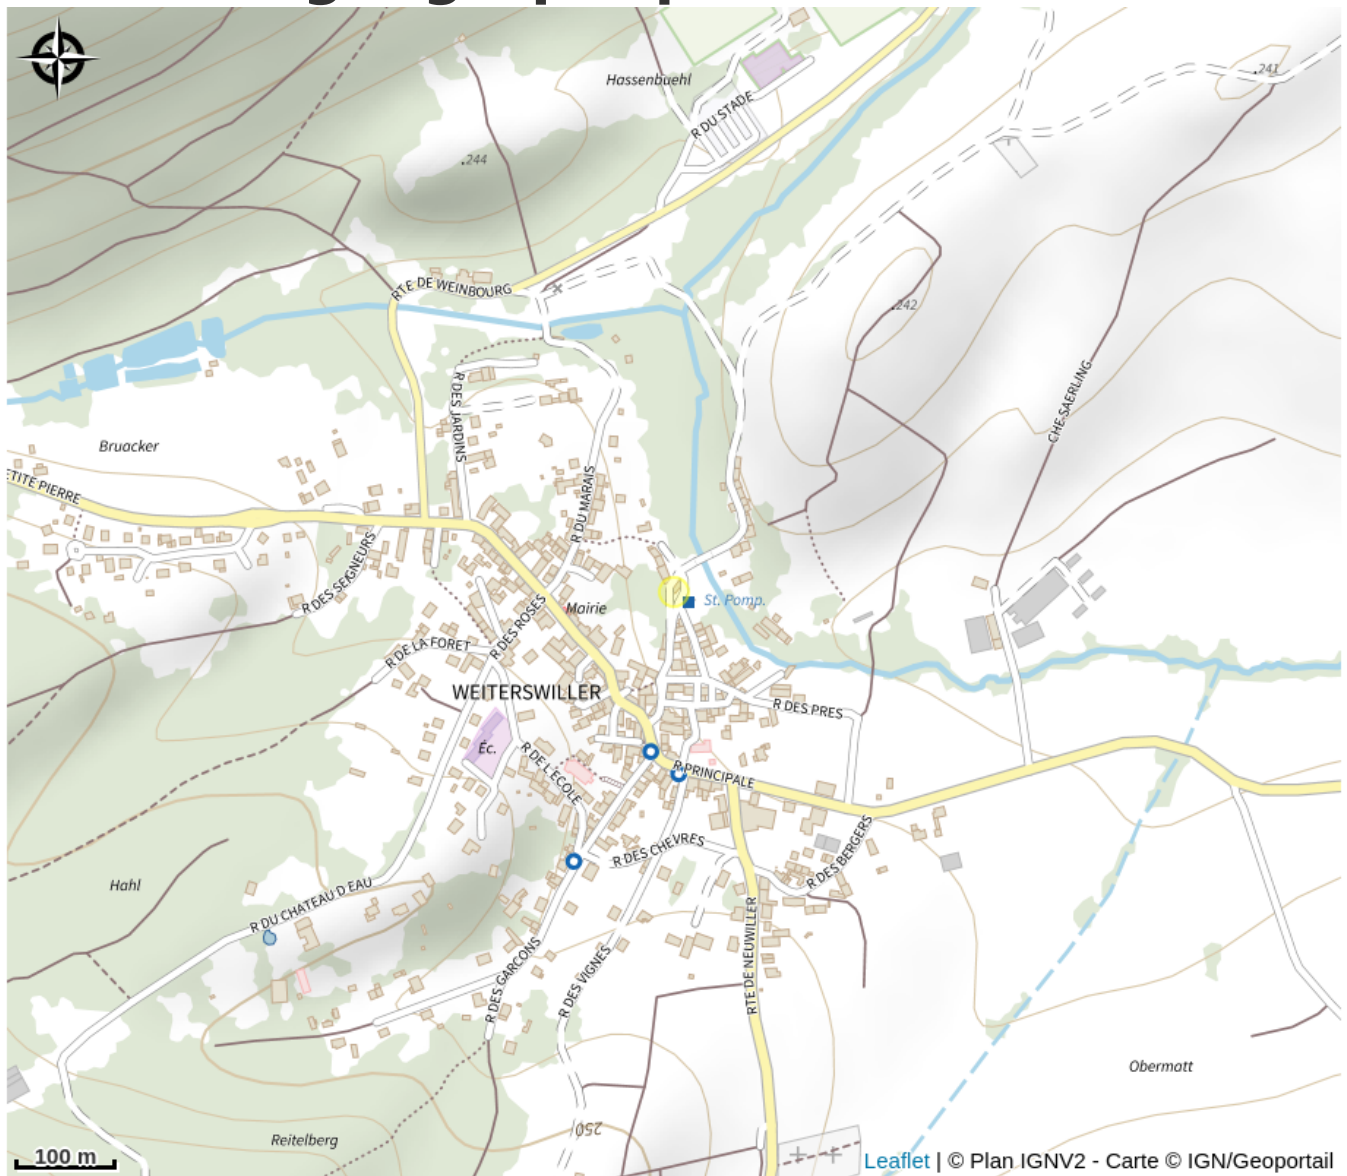 Hassenbuehl
.241
R DU STADE
.244
RTE DE WEINBOURG
.242
R DES JARDINS
CHE SAERLING
Bruacker
ETITE PIERRE
R DU MARAIS
R DES SEIGNEURS
St. Pomp.
R DES ROSES
Mairie
R DE LA FORET
WEITERSWILLER
R DES PRES
Éc.
R DE L'ECOLE
R PRINCIPALE
R DES CHEVRES
R DES BERGERS
Hahl
R DU CHATEAU D EAU
RTE DE NEUWILLER
R DES GARCONS
R DES VIGNES
Obermatt
250
Reitelberg
100 m
Leaflet | © Plan IGNV2 - Carte © IGN/Geoportail